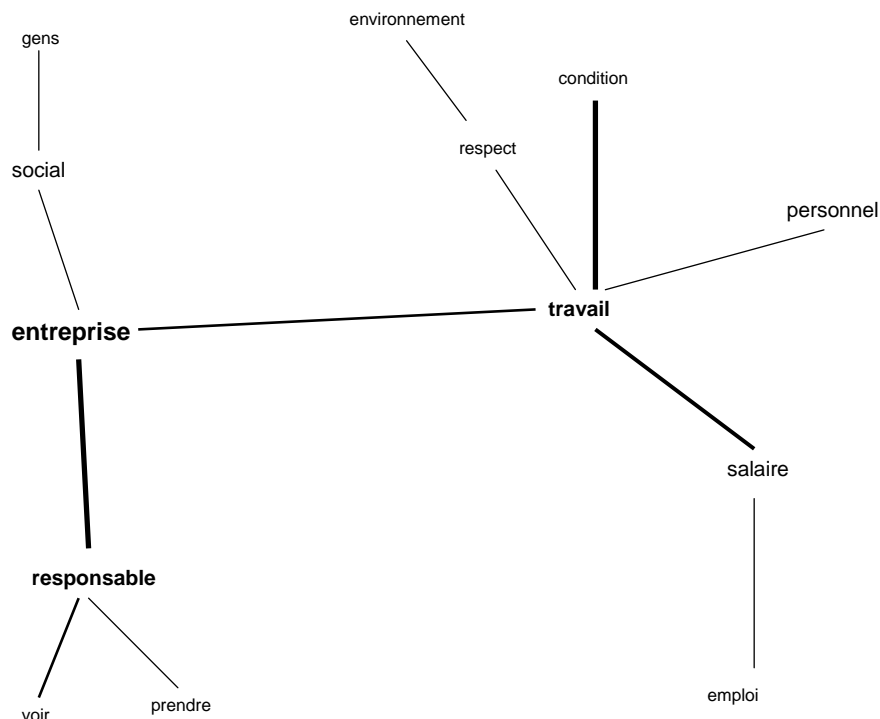 environnement
gens
condition
respect
social
personnel
travail
entreprise
salaire
responsable
emploi
prendre
voir